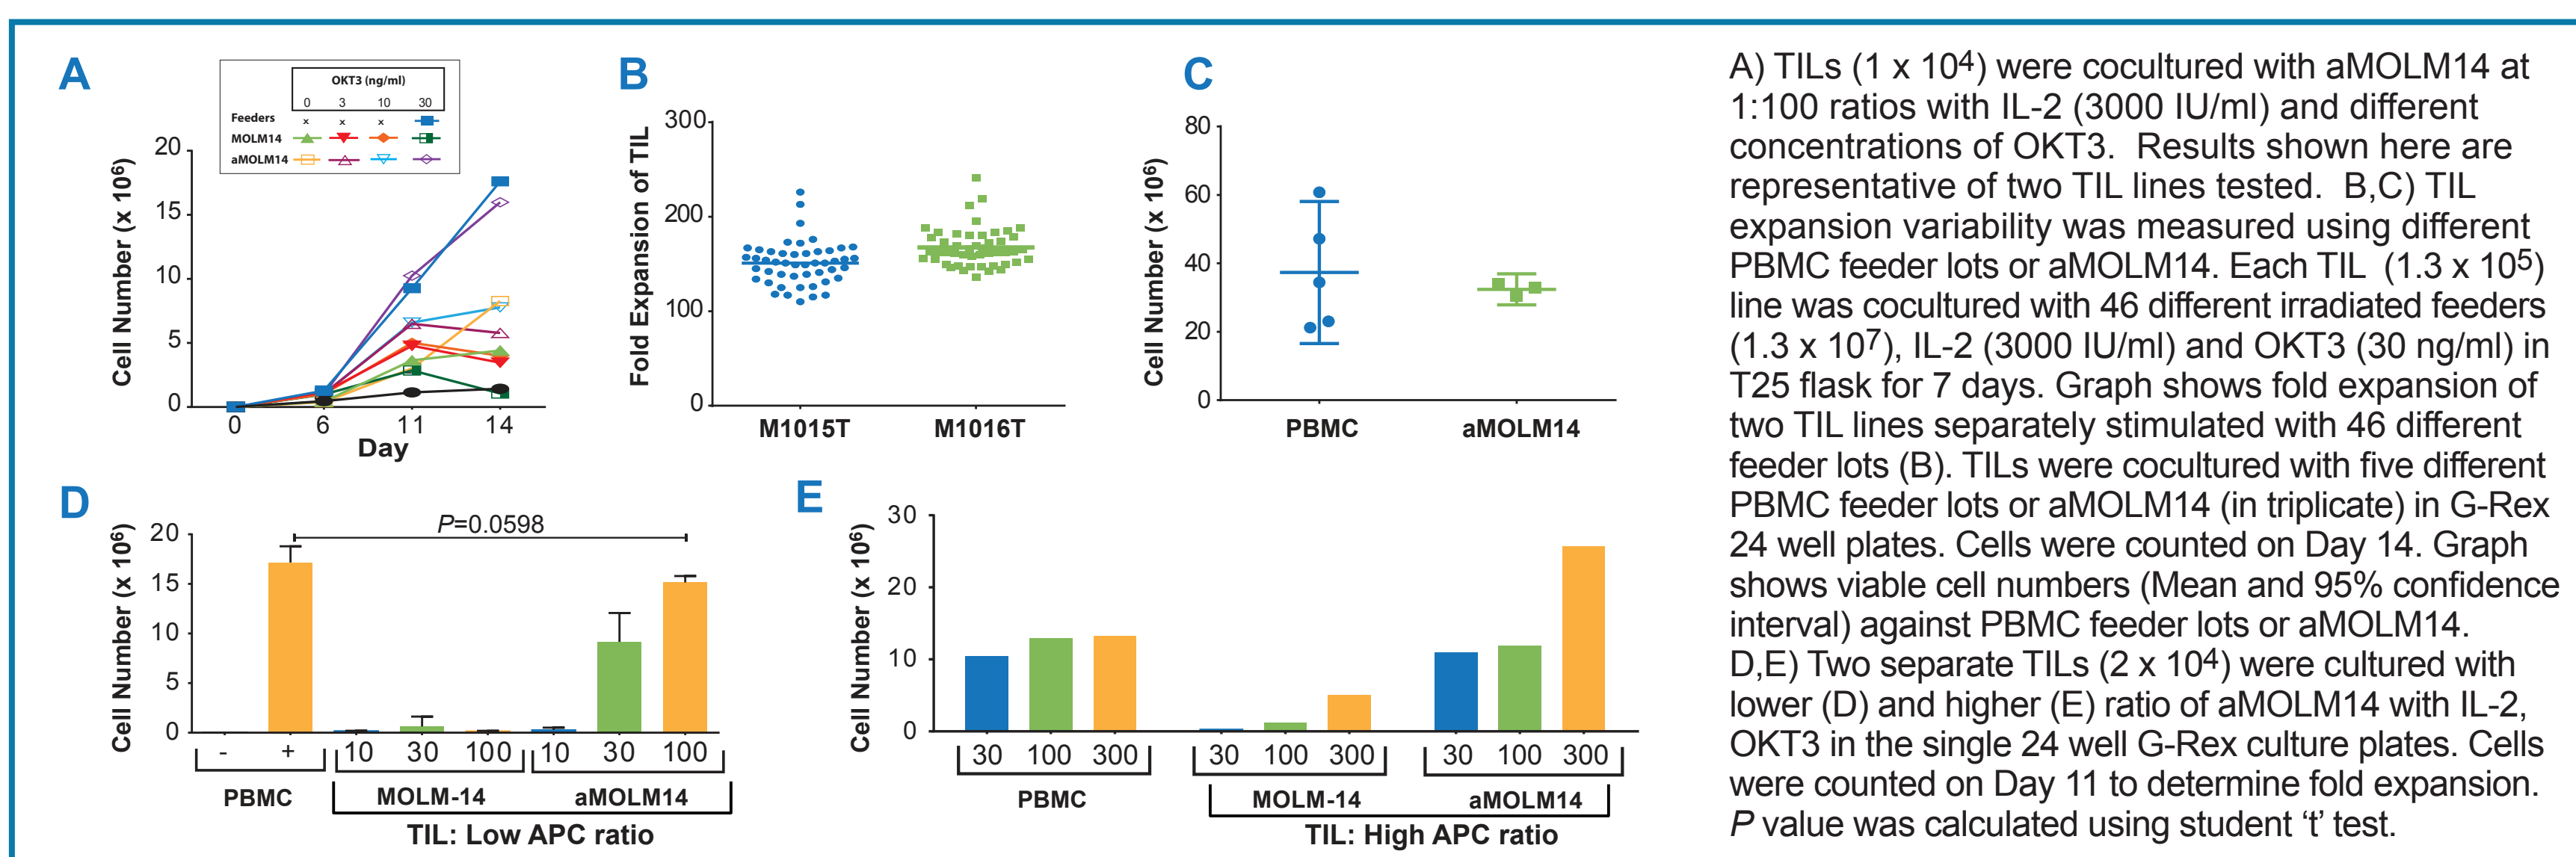 A
OKT3 (ng/ml)
0 3 10 30
Feeders x x x
MOLM14
aMOLM14
Cell Number (x 10⁶)
20
15
10
5
0
0 6 11 14
Day
B
Fold Expansion of TIL
300
200
100
0
M1015T M1016T
C
Cell Number (x 10⁶)
80
60
40
20
0
PBMC aMOLM14
D
P=0.0598
Cell Number (x 10⁶)
20
15
10
5
0
- + 10 30 100 10 30 100
PBMC MOLM-14 aMOLM14
TIL: Low APC ratio
E
Cell Number (x 10⁶)
30
20
10
0
30 100 300 30 100 300 30 100 300
PBMC MOLM-14 aMOLM14
TIL: High APC ratio
A) TILs (1 x 10⁴) were cocultured with aMOLM14 at
1:100 ratios with IL-2 (3000 IU/ml) and different
concentrations of OKT3. Results shown here are
representative of two TIL lines tested. B,C) TIL
expansion variability was measured using different
PBMC feeder lots or aMOLM14. Each TIL (1.3 x 10⁵)
line was cocultured with 46 different irradiated feeders
(1.3 x 10⁷), IL-2 (3000 IU/ml) and OKT3 (30 ng/ml) in
T25 flask for 7 days. Graph shows fold expansion of
two TIL lines separately stimulated with 46 different
feeder lots (B). TILs were cocultured with five different
PBMC feeder lots or aMOLM14 (in triplicate) in G-Rex
24 well plates. Cells were counted on Day 14. Graph
shows viable cell numbers (Mean and 95% confidence
interval) against PBMC feeder lots or aMOLM14.
D,E) Two separate TILs (2 x 10⁴) were cultured with
lower (D) and higher (E) ratio of aMOLM14 with IL-2,
OKT3 in the single 24 well G-Rex culture plates. Cells
were counted on Day 11 to determine fold expansion.
P value was calculated using student ‘t’ test.